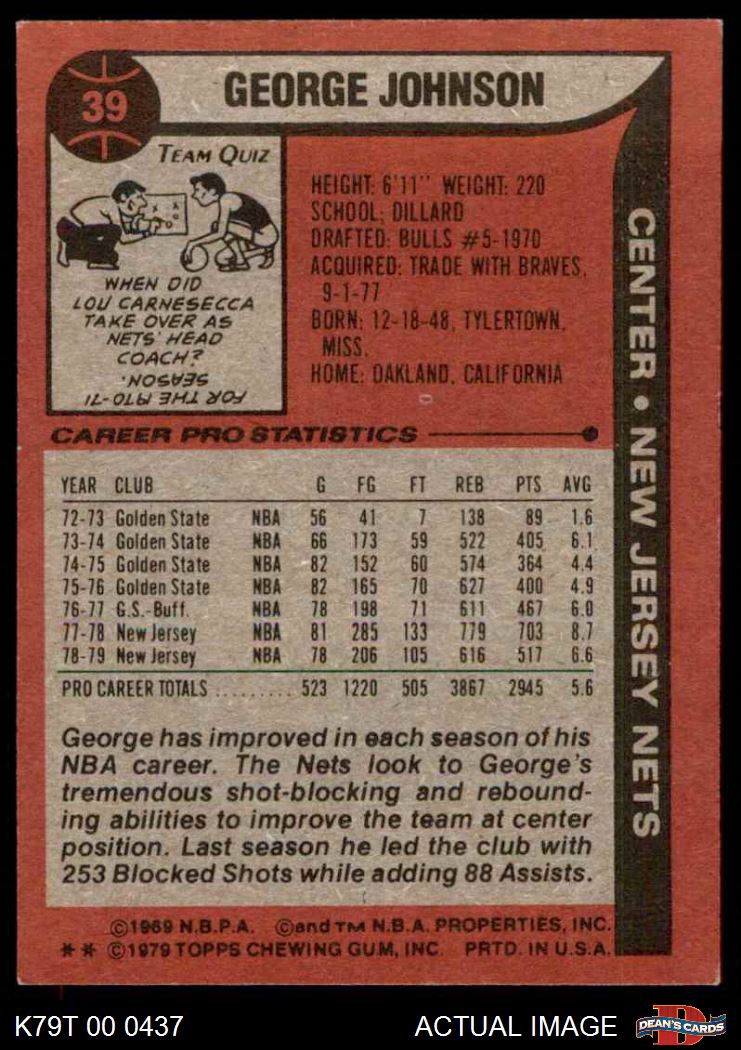 39
GEORGE JOHNSON
TEAM QUIZ
WHEN DID
LOU CARNESECCA
TAKE OVER AS
NETS' HEAD
COACH?
FOR THE 1970-71
SEASON.
HEIGHT: 6'11" WEIGHT: 220
SCHOOL: DILLARD
DRAFTED: BULLS #5-1970
ACQUIRED: TRADE WITH BRAVES,
9-1-77
BORN: 12-18-48, TYLERTOWN,
MISS.
HOME: OAKLAND, CALIFORNIA
CENTER • NEW JERSEY NETS
CAREER PRO STATISTICS
YEAR CLUB G FG FT REB PTS AVG
72-73 Golden State NBA 56 41 7 138 89 1.6
73-74 Golden State NBA 66 173 59 522 405 6.1
74-75 Golden State NBA 82 152 60 574 364 4.4
75-76 Golden State NBA 82 165 70 627 400 4.9
76-77 G.S.-Buff. NBA 78 198 71 611 467 6.0
77-78 New Jersey NBA 81 285 133 779 703 8.7
78-79 New Jersey NBA 78 206 105 616 517 6.6
PRO CAREER TOTALS ......... 523 1220 505 3867 2945 5.6
George has improved in each season of his
NBA career. The Nets look to George's
tremendous shot-blocking and rebound-
ing abilities to improve the team at center
position. Last season he led the club with
253 Blocked Shots while adding 88 Assists.
©1969 N.B.P.A. ©and TM N.B.A. PROPERTIES, INC.
** ©1979 TOPPS CHEWING GUM, INC. PRTD. IN U.S.A.
K79T 00 0437 ACTUAL IMAGE
D
DEAN'S CARDS